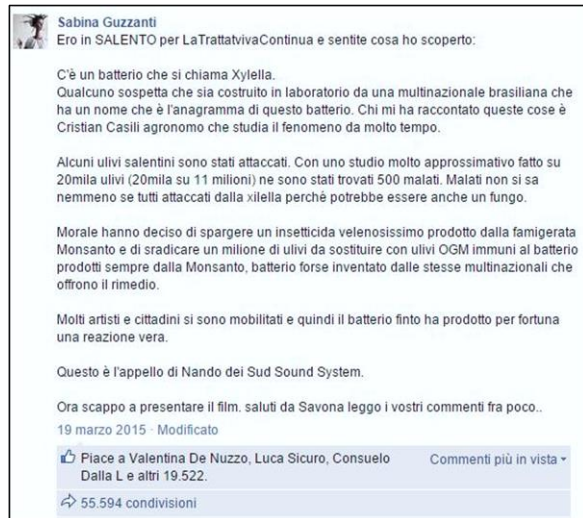 Sabina Guzzanti
Ero in SALENTO per LaTrattatvivaContinua e sentite cosa ho scoperto:
C'è un batterio che si chiama Xylella.
Qualcuno sospetta che sia costruito in laboratorio da una multinazionale brasiliana che
ha un nome che è l'anagramma di questo batterio. Chi mi ha raccontato queste cose è
Cristian Casili agronomo che studia il fenomeno da molto tempo.
Alcuni ulivi salentini sono stati attaccati. Con uno studio molto approssimativo fatto su
20mila ulivi (20mila su 11 milioni) ne sono stati trovati 500 malati. Malati non si sa
nemmeno se tutti attaccati dalla xilella perché potrebbe essere anche un fungo.
Morale hanno deciso di spargere un insetticida velenosissimo prodotto dalla famigerata
Monsanto e di sradicare un milione di ulivi da sostituire con ulivi OGM immuni al batterio
prodotti sempre dalla Monsanto, batterio forse inventato dalle stesse multinazionali che
offrono il rimedio.
Molti artisti e cittadini si sono mobilitati e quindi il batterio finto ha prodotto per fortuna
una reazione vera.
Questo è l'appello di Nando dei Sud Sound System.
Ora scappo a presentare il film. saluti da Savona leggo i vostri commenti fra poco..
19 marzo 2015 · Modificato
Piace a Valentina De Nuzzo, Luca Sicuro, Consuelo
Dalla L e altri 19.522.
Commenti più in vista
55.594 condivisioni